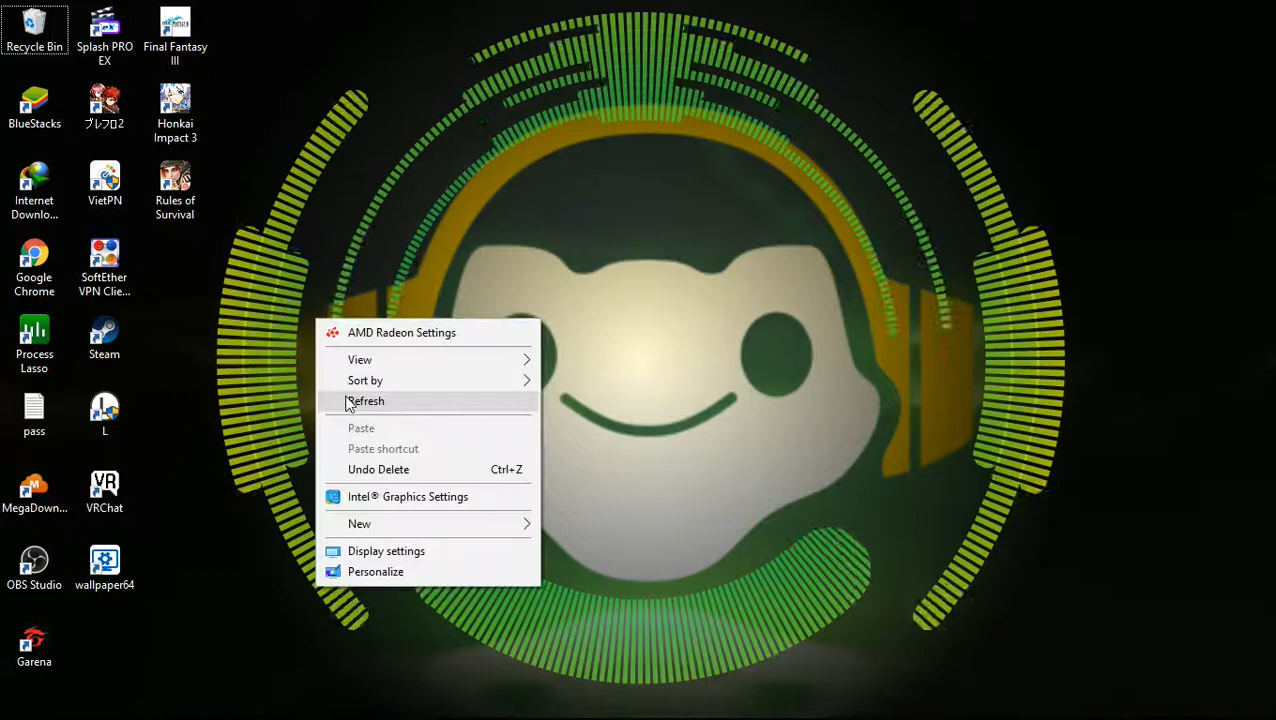 Recycle Bin
Splash PRO
EX
Final Fantasy
III
BlueStacks
ブレフロ2
Honkai
Impact 3
Internet
Downlo...
VietPN
Rules of
Survival
Google
Chrome
SoftEther
VPN Clie...
Process
Lasso
Steam
pass
L
MegaDown...
VRChat
OBS Studio
wallpaper64
Garena
AMD Radeon Settings
View
Sort by
Refresh
Paste
Paste shortcut
Undo Delete Ctrl+Z
Intel® Graphics Settings
New
Display settings
Personalize